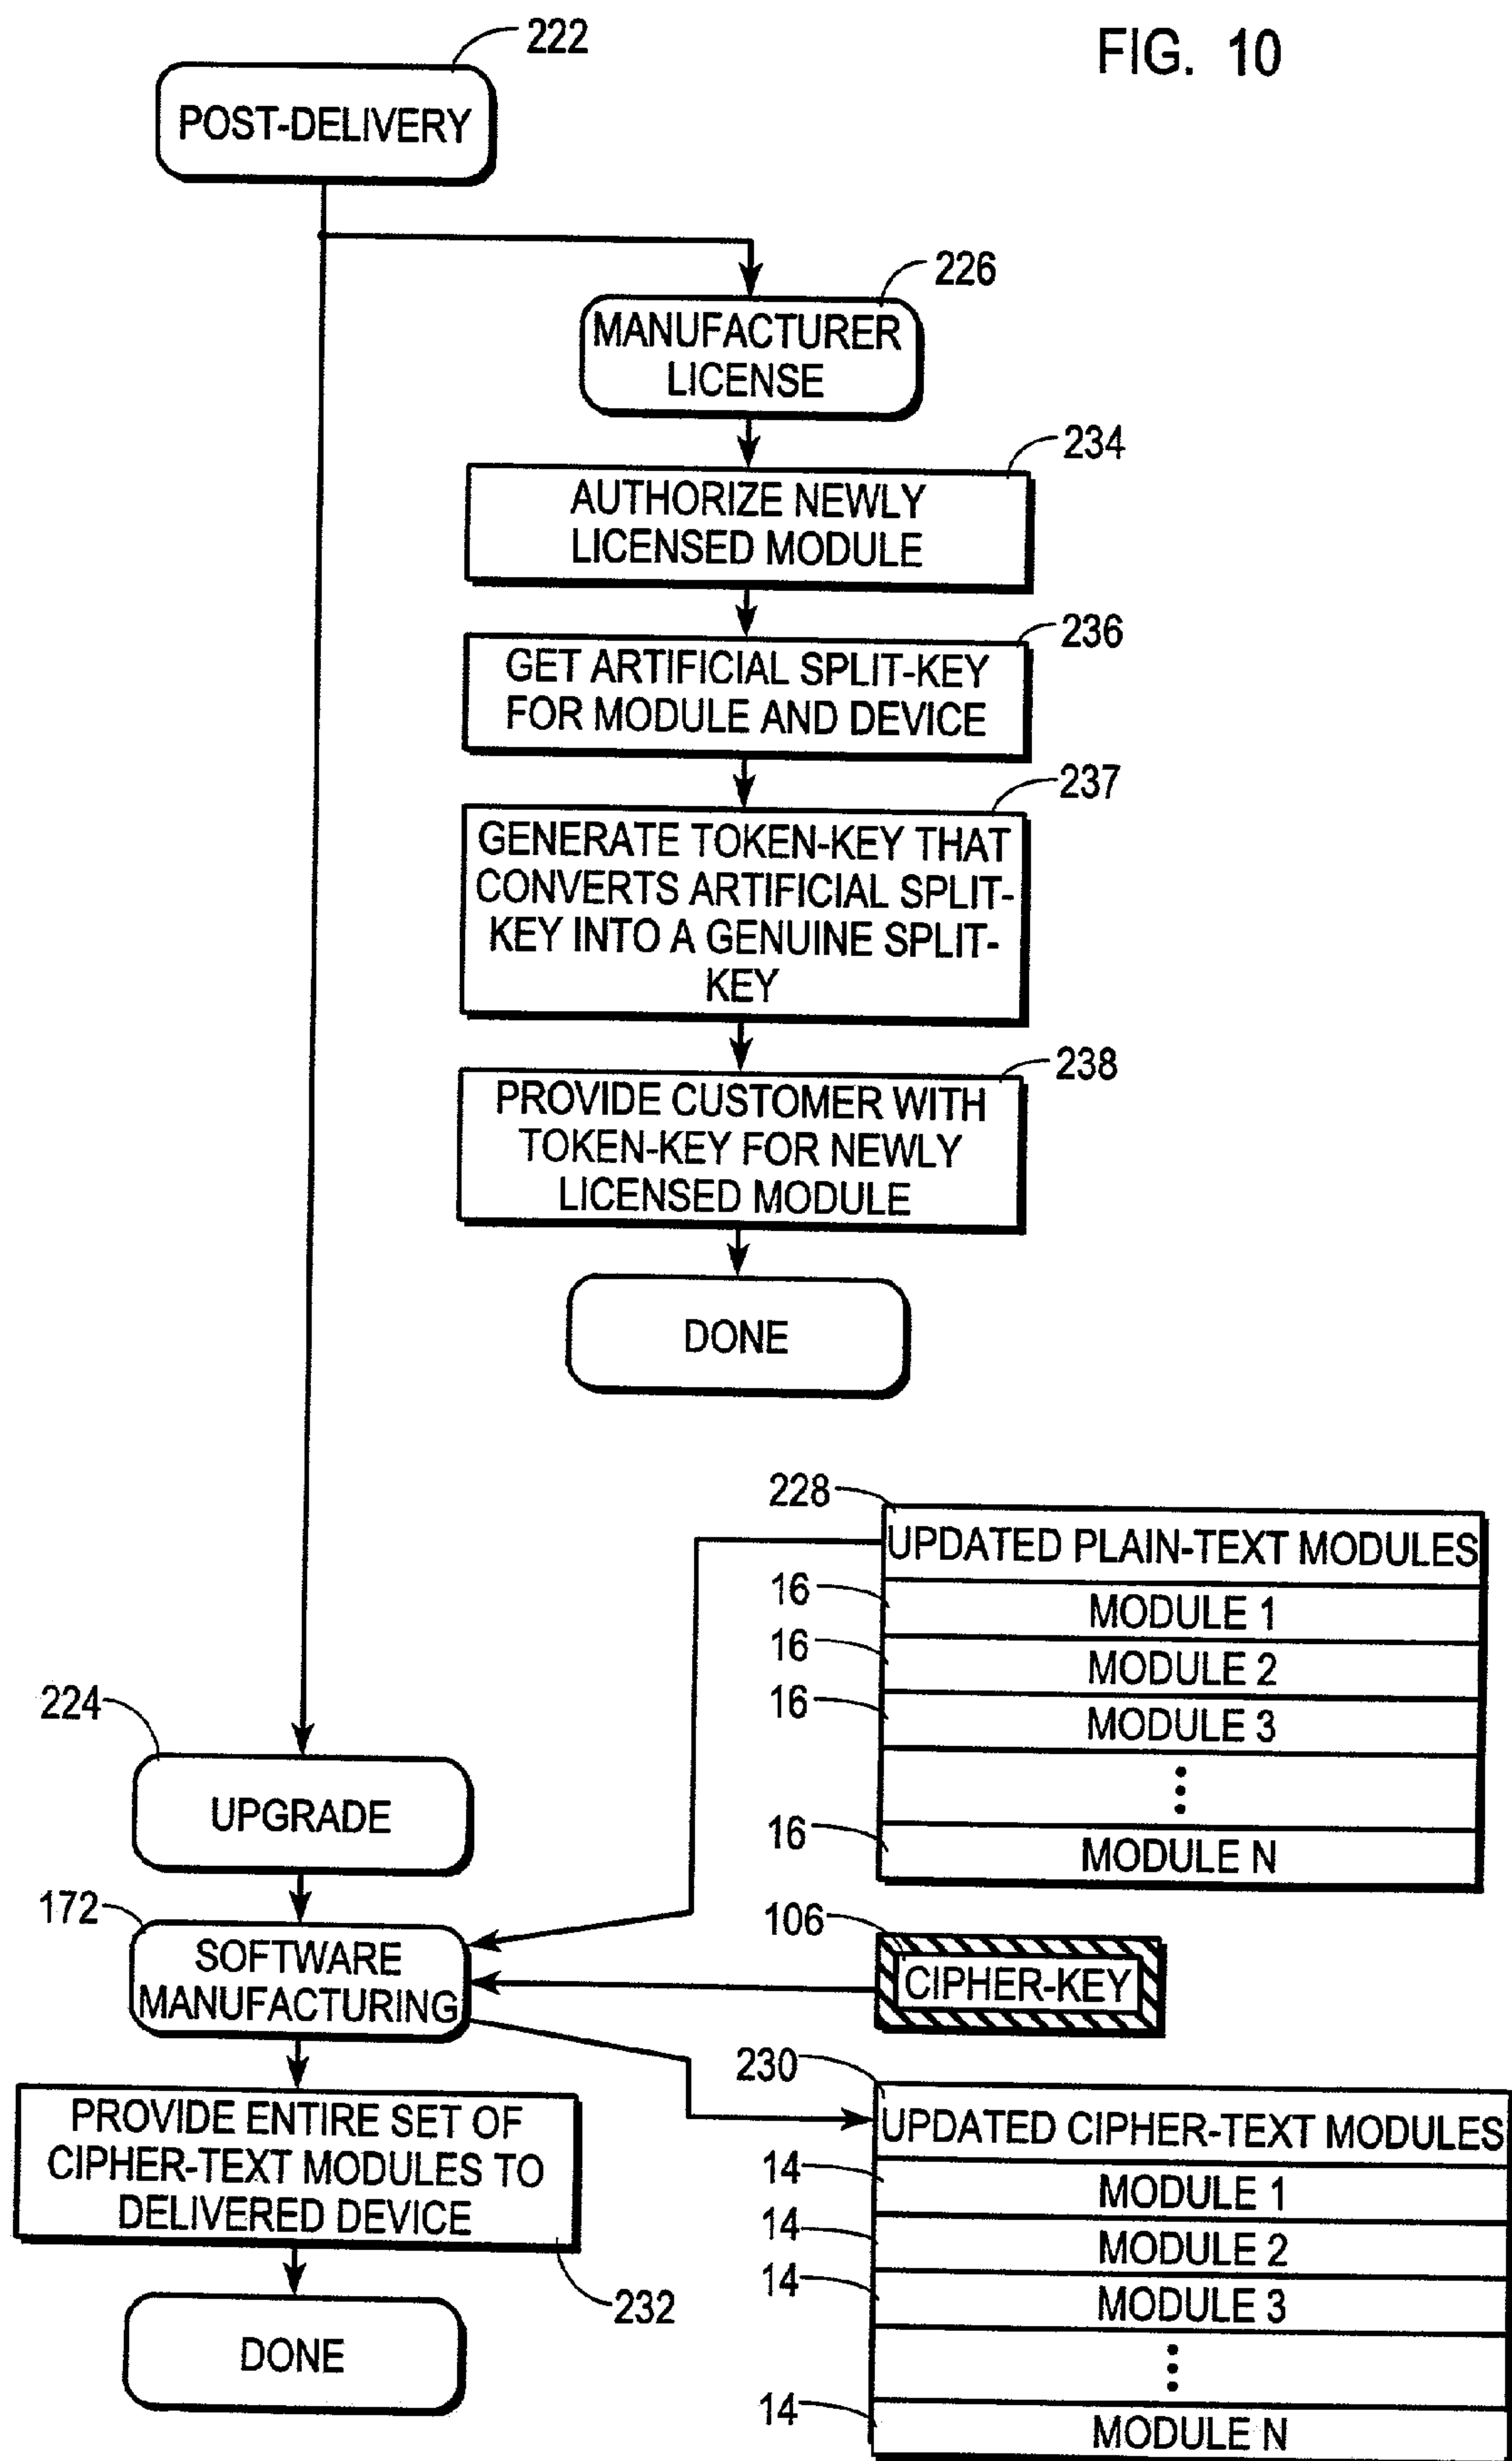 FIG. 10
222
POST-DELIVERY
226
MANUFACTURER
LICENSE
234
AUTHORIZE NEWLY
LICENSED MODULE
236
GET ARTIFICIAL SPLIT-KEY
FOR MODULE AND DEVICE
237
GENERATE TOKEN-KEY THAT
CONVERTS ARTIFICIAL SPLIT-
KEY INTO A GENUINE SPLIT-
KEY
238
PROVIDE CUSTOMER WITH
TOKEN-KEY FOR NEWLY
LICENSED MODULE
DONE
228
UPDATED PLAIN-TEXT MODULES
16
MODULE 1
16
MODULE 2
16
MODULE 3
16
MODULE N
224
UPGRADE
172
SOFTWARE
MANUFACTURING
106
CIPHER-KEY
230
UPDATED CIPHER-TEXT MODULES
14
MODULE 1
14
MODULE 2
14
MODULE 3
14
MODULE N
PROVIDE ENTIRE SET OF
CIPHER-TEXT MODULES TO
DELIVERED DEVICE
232
DONE